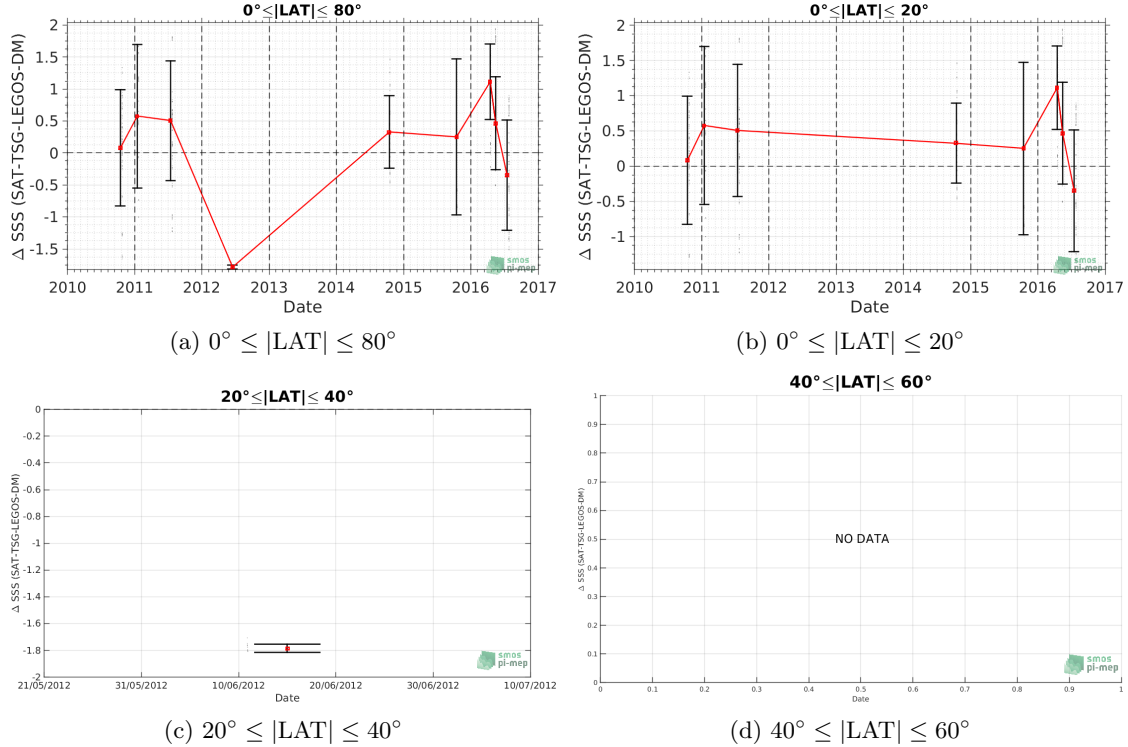 0°≤|LAT|≤ 80°
Δ SSS (SAT-TSG-LEGOS-DM)
2
1.5
1
0.5
0
-0.5
-1
-1.5
2010 2011 2012 2013 2014 2015 2016 2017
Date
smos
pi-mep
(a) 0° ≤ |LAT| ≤ 80°
0°≤|LAT|≤ 20°
Δ SSS (SAT-TSG-LEGOS-DM)
2
1.5
1
0.5
0
-0.5
-1
2010 2011 2012 2013 2014 2015 2016 2017
Date
smos
pi-mep
(b) 0° ≤ |LAT| ≤ 20°
20°≤|LAT|≤ 40°
Δ SSS (SAT-TSG-LEGOS-DM)
0
-0.2
-0.4
-0.6
-0.8
-1
-1.2
-1.4
-1.6
-1.8
-2
21/05/2012 31/05/2012 10/06/2012 20/06/2012 30/06/2012 10/07/2012
Date
smos
pi-mep
(c) 20° ≤ |LAT| ≤ 40°
40°≤|LAT|≤ 60°
Δ SSS (SAT-TSG-LEGOS-DM)
1
0.9
0.8
0.7
0.6
0.5
0.4
0.3
0.2
0.1
0
NO DATA
0 0.1 0.2 0.3 0.4 0.5 0.6 0.7 0.8 0.9 1
Date
smos
pi-mep
(d) 40° ≤ |LAT| ≤ 60°